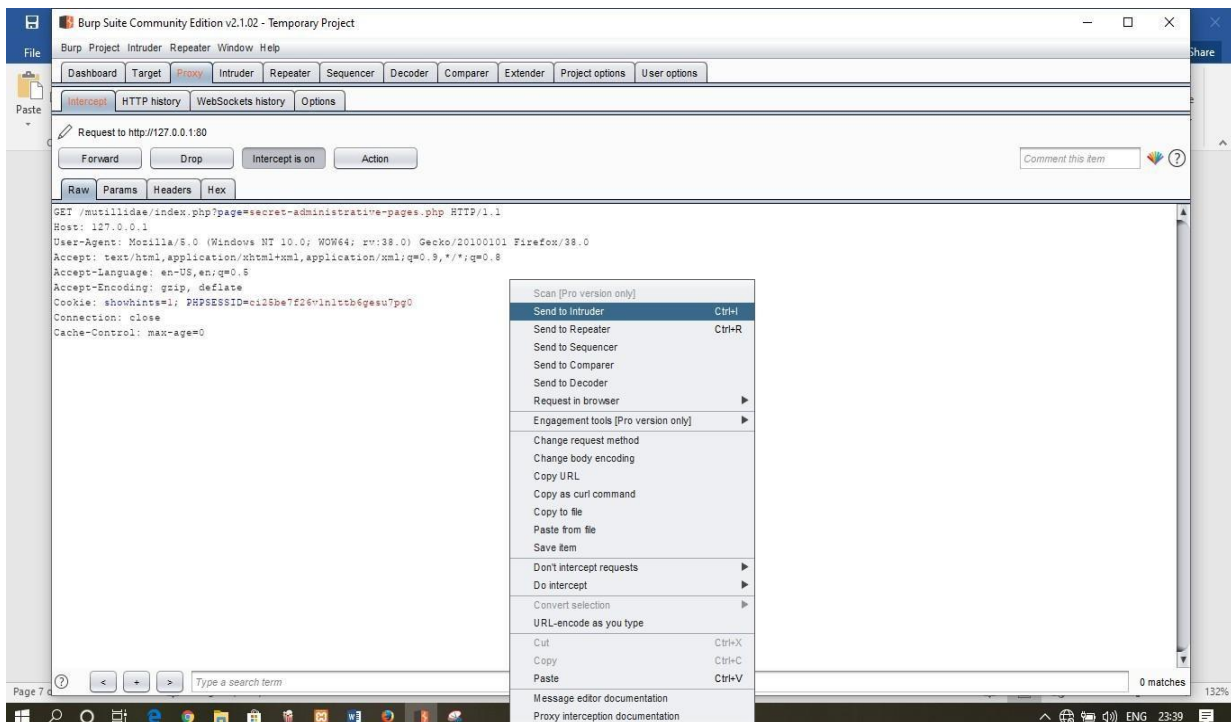 Burp Suite Community Edition v2.1.02 - Temporary Project
File
Share
Burp Project Intruder Repeater Window Help
Dashboard Target Proxy Intruder Repeater Sequencer Decoder Comparer Extender Project options User options
Paste
Intercept HTTP history WebSockets history Options
Request to http://127.0.0.1:80
Forward Drop Intercept is on Action Comment this item
Raw Params Headers Hex
GET /mutillidae/index.php?page=secret-administrative-pages.php HTTP/1.1
Host: 127.0.0.1
User-Agent: Mozilla/5.0 (Windows NT 10.0; WOW64; rv:38.0) Gecko/20100101 Firefox/38.0
Accept: text/html,application/xhtml+xml,application/xml;q=0.9,*/*;q=0.8
Accept-Language: en-US,en;q=0.5
Accept-Encoding: gzip, deflate
Cookie: showhints=1; PHPSESSID=ci25be7f26vlnlttb6gesu7pg0
Connection: close
Cache-Control: max-age=0
Scan [Pro version only]
Send to Intruder Ctrl+I
Send to Repeater Ctrl+R
Send to Sequencer
Send to Comparer
Send to Decoder
Request in browser
Engagement tools [Pro version only]
Change request method
Change body encoding
Copy URL
Copy as curl command
Copy to file
Paste from file
Save item
Don't intercept requests
Do intercept
Convert selection
URL-encode as you type
Cut Ctrl+X
Copy Ctrl+C
Paste Ctrl+V
Message editor documentation
Proxy interception documentation
? < + > Type a search term 0 matches
Page 7 132%
ENG 23:39